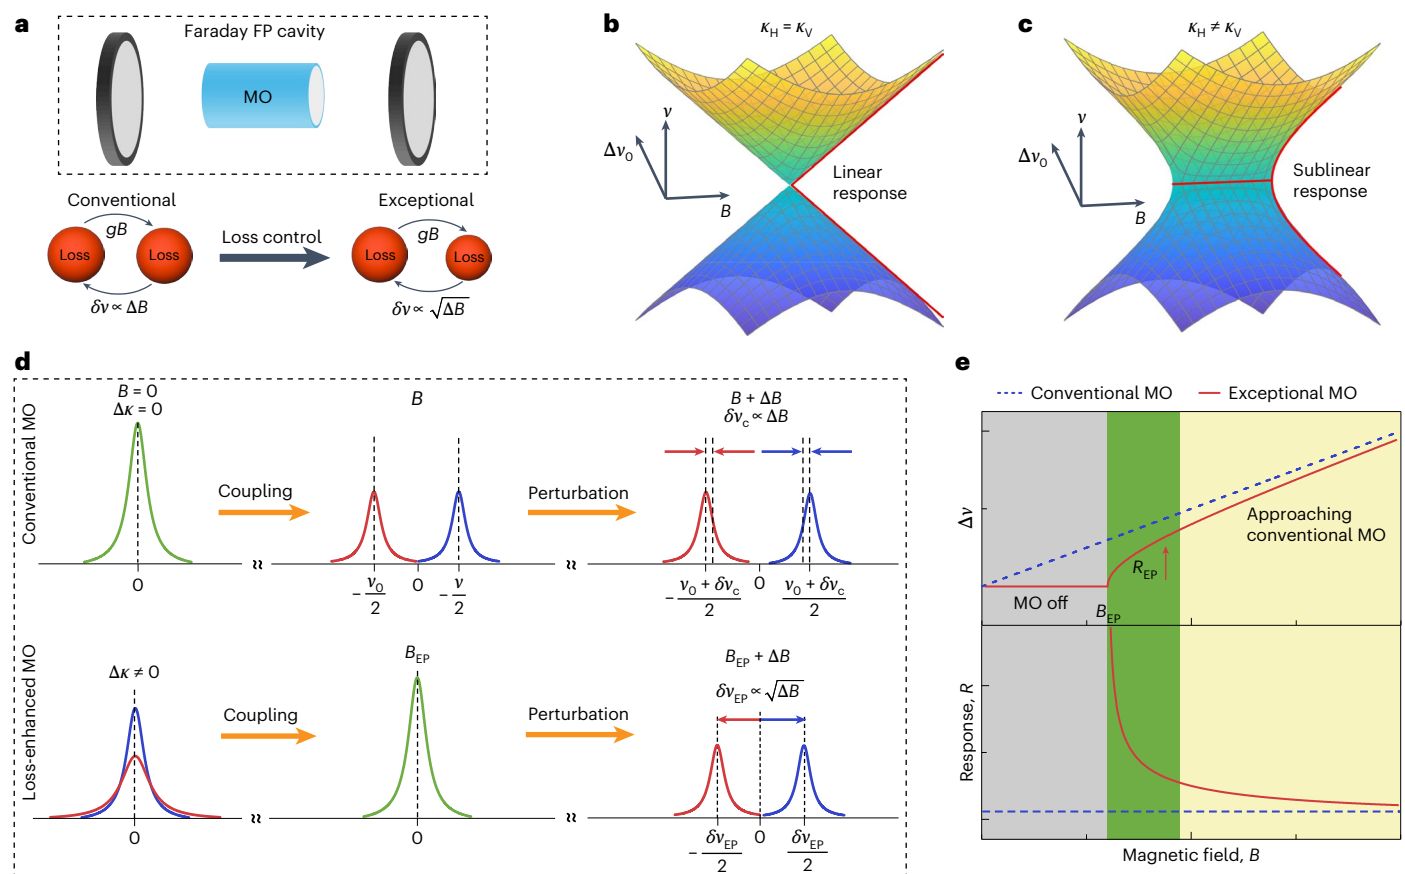 a
Faraday FP cavity
MO
Conventional
gB
Loss
Loss
δν ∝ ΔB
Loss control
Exceptional
gB
Loss
Loss
δν ∝ √ΔB
b
κH = κV
ν
Δν0
B
Linear
response
c
κH ≠ κV
ν
Δν0
B
Sublinear
response
d
Conventional MO
B = 0
Δκ = 0
0
Coupling
B
-ν0/2
0
-ν/2
Perturbation
B + ΔB
δνc ∝ ΔB
-(ν0 + δνc)/2
0
(ν0 + δνc)/2
≈
≈
Loss-enhanced MO
Δκ ≠ 0
0
Coupling
BEP
0
Perturbation
BEP + ΔB
δνEP ∝ √ΔB
-δνEP/2
0
δνEP/2
≈
≈
e
Conventional MO
Exceptional MO
Δν
Approaching
conventional MO
REP
MO off
BEP
Response, R
Magnetic field, B